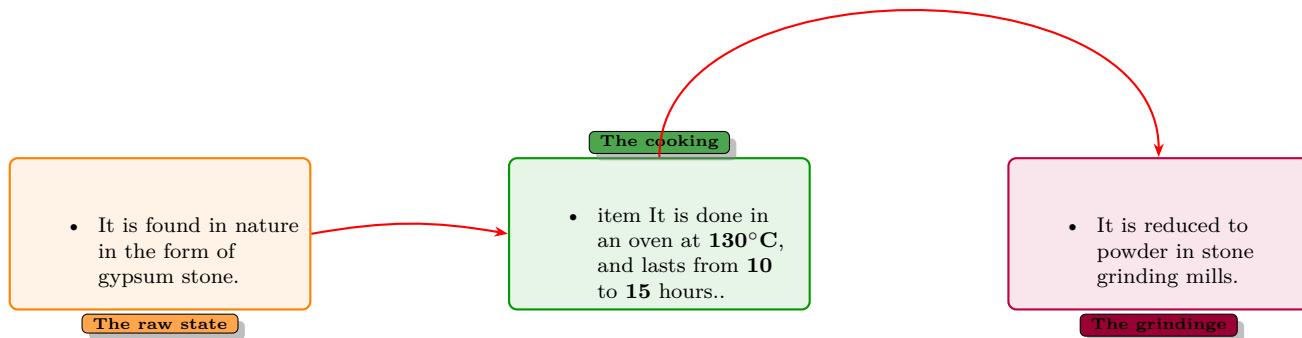 • It is found in nature
in the form of
gypsum stone.
The raw state
The cooking
• item It is done in
an oven at 130°C,
and lasts from 10
to 15 hours..
• It is reduced to
powder in stone
grinding mills.
The grindinge